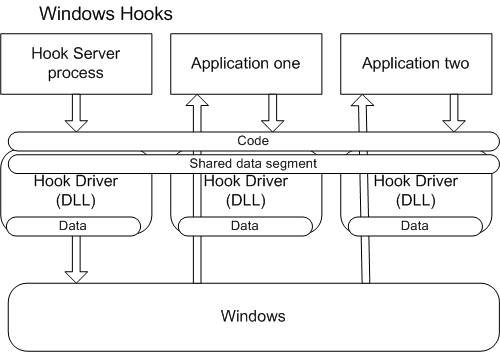 Windows Hooks
Hook Server
process
Application one
Application two
Code
Shared data segment
Hook Driver
(DLL)
Hook Driver
(DLL)
Hook Driver
(DLL)
Data
Data
Data
Windows